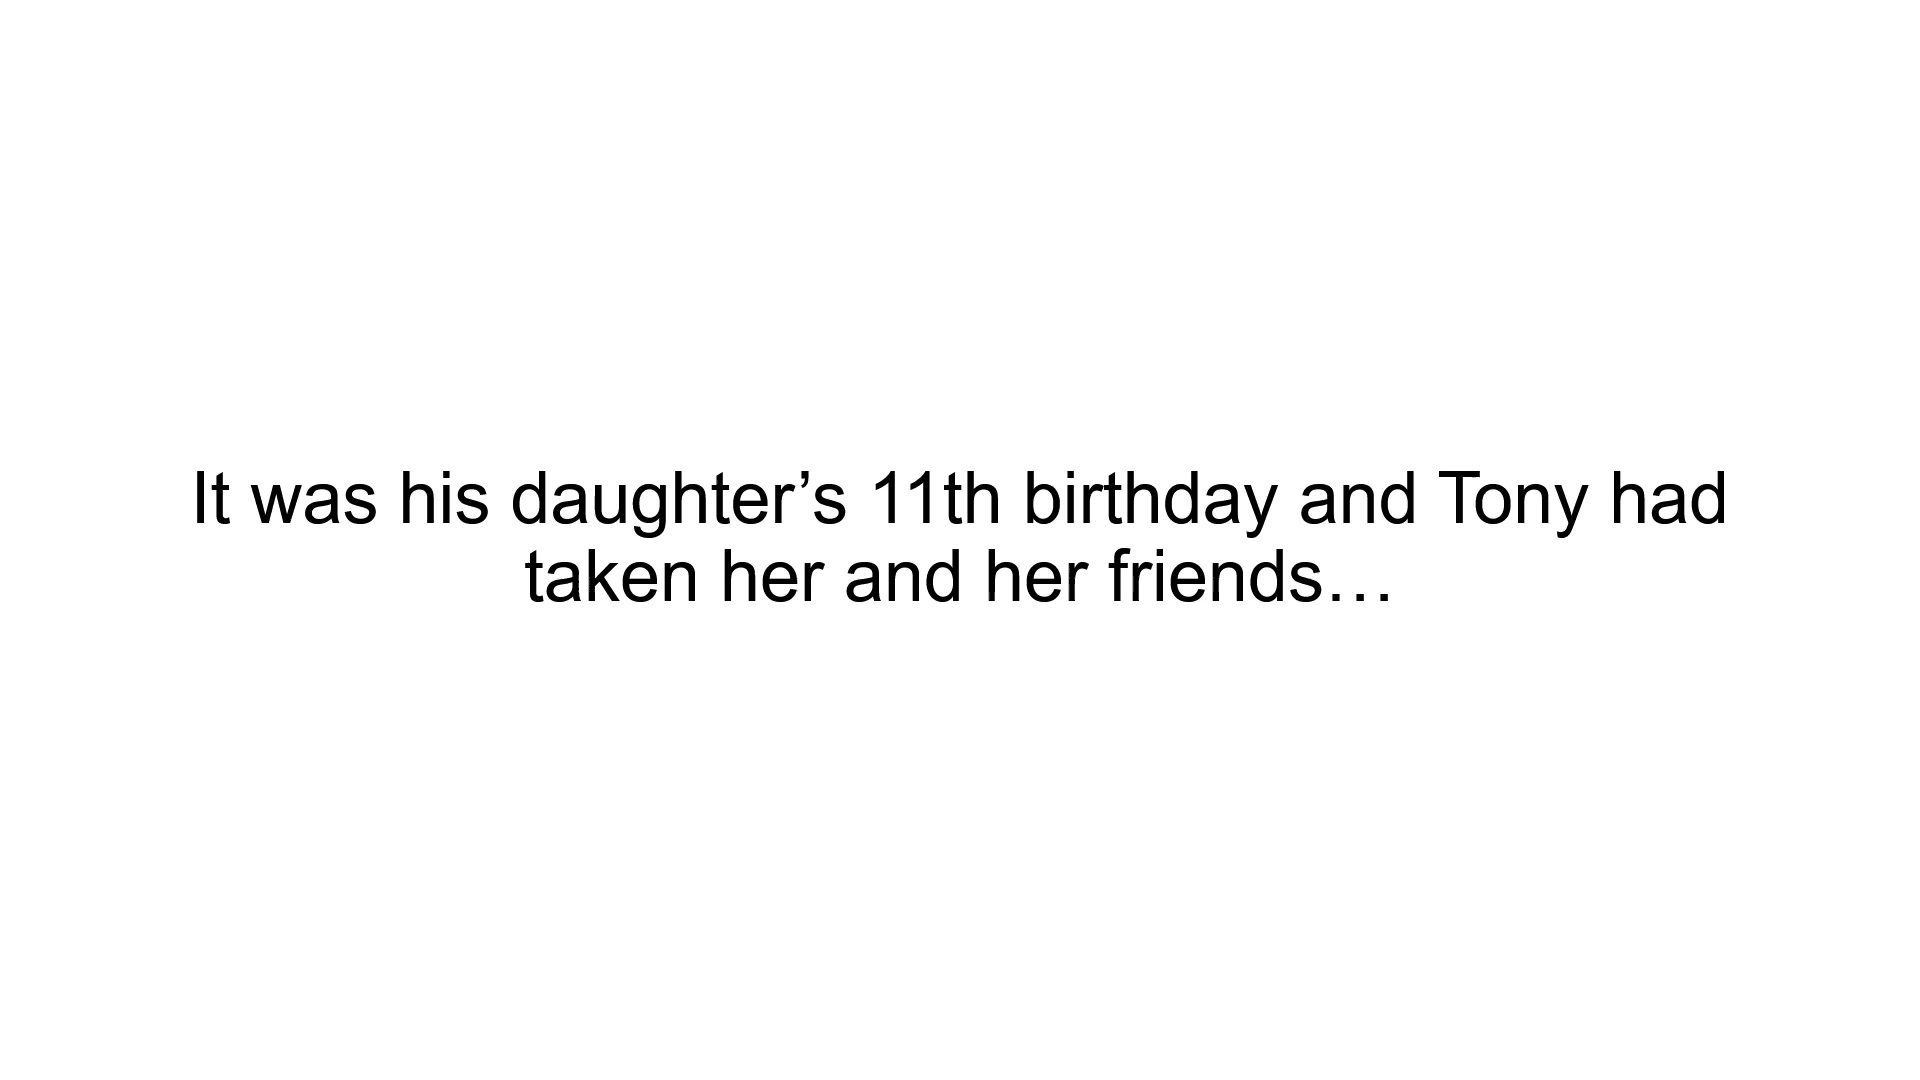 It was his daughter’s 11th birthday and Tony had
taken her and her friends…